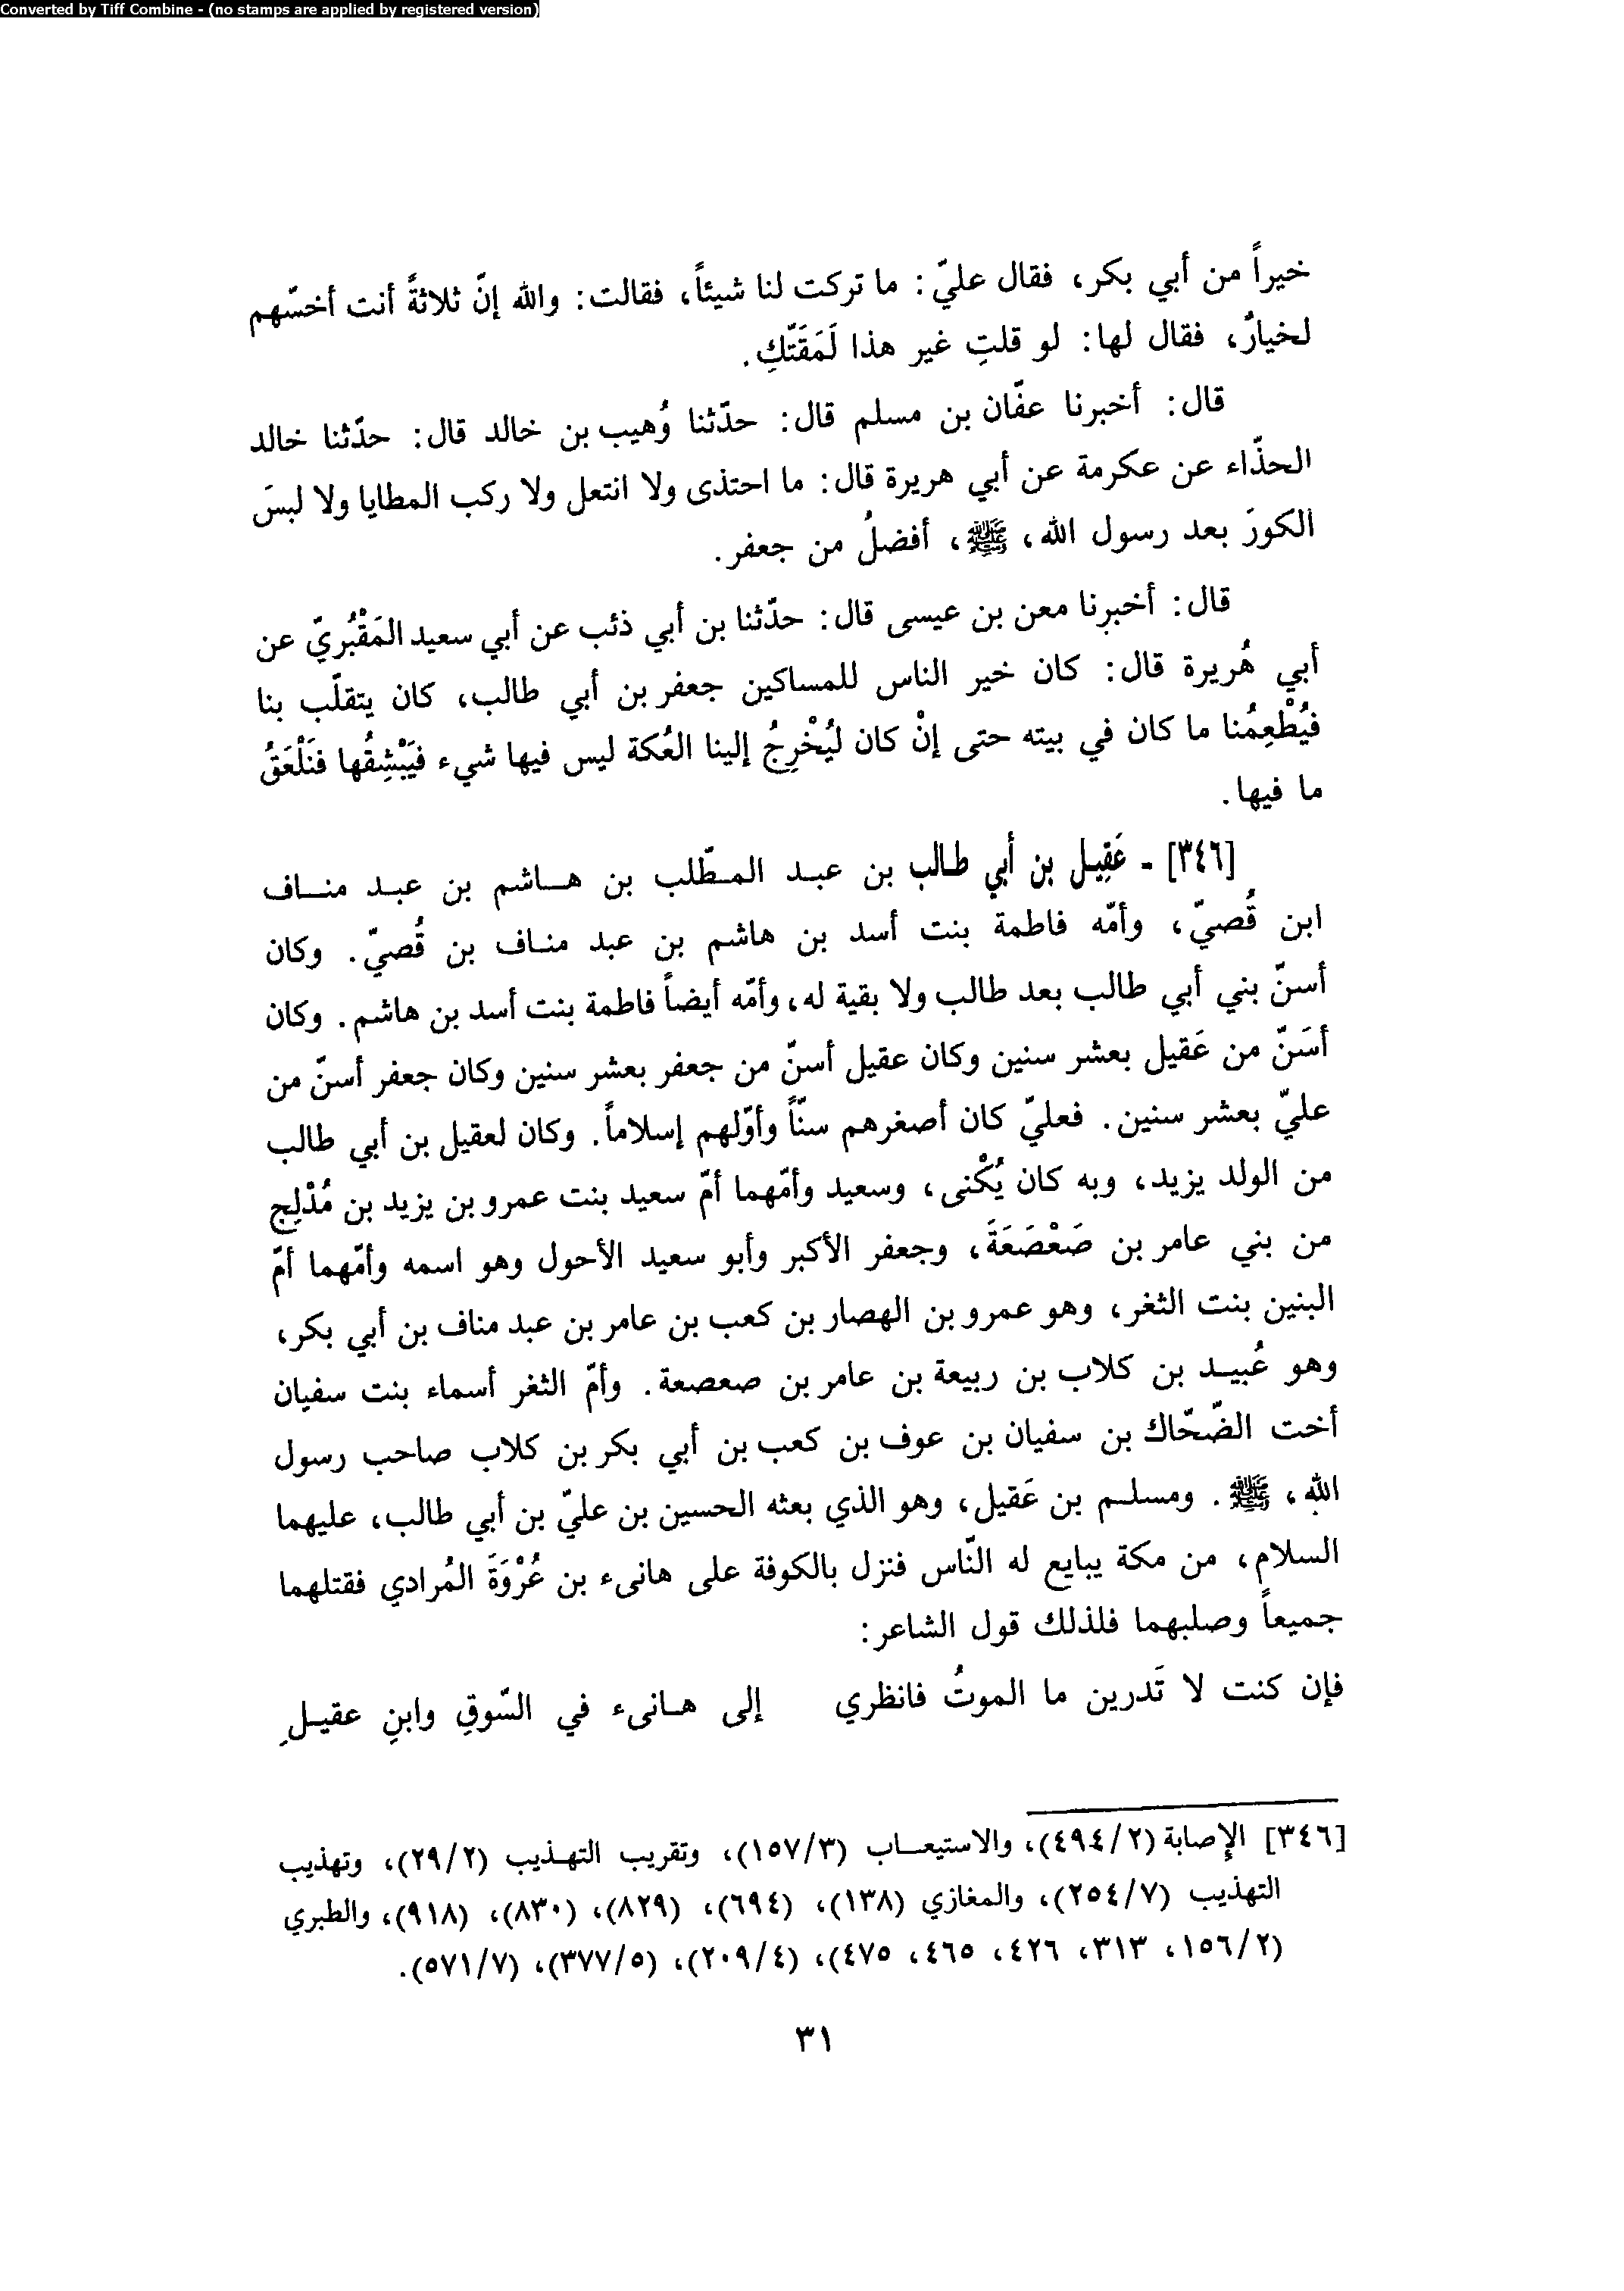 Converted by Tiff Combine - (no stamps are applied by registered version)
خيراً من أبي بكر، فقال عليّ: ما تركت لنا شيئاً، فقالت: والله إنّ ثلاثةً أنت أخسّهم
لخيارٌ، فقال لها: لو قلتِ غير هذا لَمَقَتّكِ.
قال: أخبرنا عفّان بن مسلم قال: حدّثنا وُهيب بن خالد قال: حدّثنا خالد
الحذّاء عن عكرمة عن أبي هريرة قال: ما احتذى ولا انتعل ولا ركب المطايا ولا لبسَ
الكورَ بعد رسول الله، ﷺ، أفضلُ من جعفر.
قال: أخبرنا معن بن عيسى قال: حدّثنا بن أبي ذئب عن أبي سعيد المَقْبُريّ عن
أبي هُريرة قال: كان خير الناس للمساكين جعفر بن أبي طالب، كان يتقلّب بنا
فيُطْعِمُنا ما كان في بيته حتى إنْ كان ليُخْرِجُ إلينا العُكة ليس فيها شيء فيَبْشِقُها فنَلْعَقُ
ما فيها.
[٣٤٦] - عَقِيل بن أبي طالب بن عبد المطّلب بن هاشم بن عبد مناف
ابن قُصيّ، وأمّه فاطمة بنت أسد بن هاشم بن عبد مناف بن قُصيّ. وكان
أسنّ بني أبي طالب بعد طالب ولا بقية له، وأمّه أيضاً فاطمة بنت أسد بن هاشم. وكان
أسَنّ من عَقيل بعشر سنين وكان عقيل أسنّ من جعفر بعشر سنين وكان جعفر أسنّ من
عليّ بعشر سنين. فعليّ كان أصغرهم سنّاً وأوّلهم إسلاماً. وكان لعقيل بن أبي طالب
من الولد يزيد، وبه كان يُكْنى، وسعيد وأمّهما أمّ سعيد بنت عمرو بن يزيد بن مُدْلِج
من بني عامر بن صَعْصَعَةَ، وجعفر الأكبر وأبو سعيد الأحول وهو اسمه وأمّهما أمّ
البنين بنت الثغر، وهو عمرو بن الهصار بن كعب بن عامر بن عبد مناف بن أبي بكر،
وهو عُبيد بن كلاب بن ربيعة بن عامر بن صعصعة. وأمّ الثغر أسماء بنت سفيان
أخت الضّحّاك بن سفيان بن عوف بن كعب بن أبي بكر بن كلاب صاحب رسول
الله، ﷺ. ومسلم بن عَقيل، وهو الذي بعثه الحسين بن عليّ بن أبي طالب، عليهما
السلام، من مكة يبايع له النّاس فنزل بالكوفة على هانىء بن عُرْوَةَ المُرادي فقتلهما
جميعاً وصلبهما فلذلك قول الشاعر:
فإن كنت لا تَدرين ما الموتُ فانظري إلى هانىء في السّوقِ وابنِ عقيلِ
[٣٤٦] الإصابة (٤٩٤/٢)، والاستيعاب (١٥٧/٣)، وتقريب التهذيب (٢٩/٢)، وتهذيب
التهذيب (٢٥٤/٧)، والمغازي (١٣٨)، (٦٩٤)، (٨٢٩)، (٨٣٠)، (٩١٨)، والطبري
(١٥٦/٢، ٣١٣، ٤٢٦، ٤٦٥، ٤٧٥)، (٢٠٩/٤)، (٣٧٧/٥)، (٥٧١/٧).
٣١